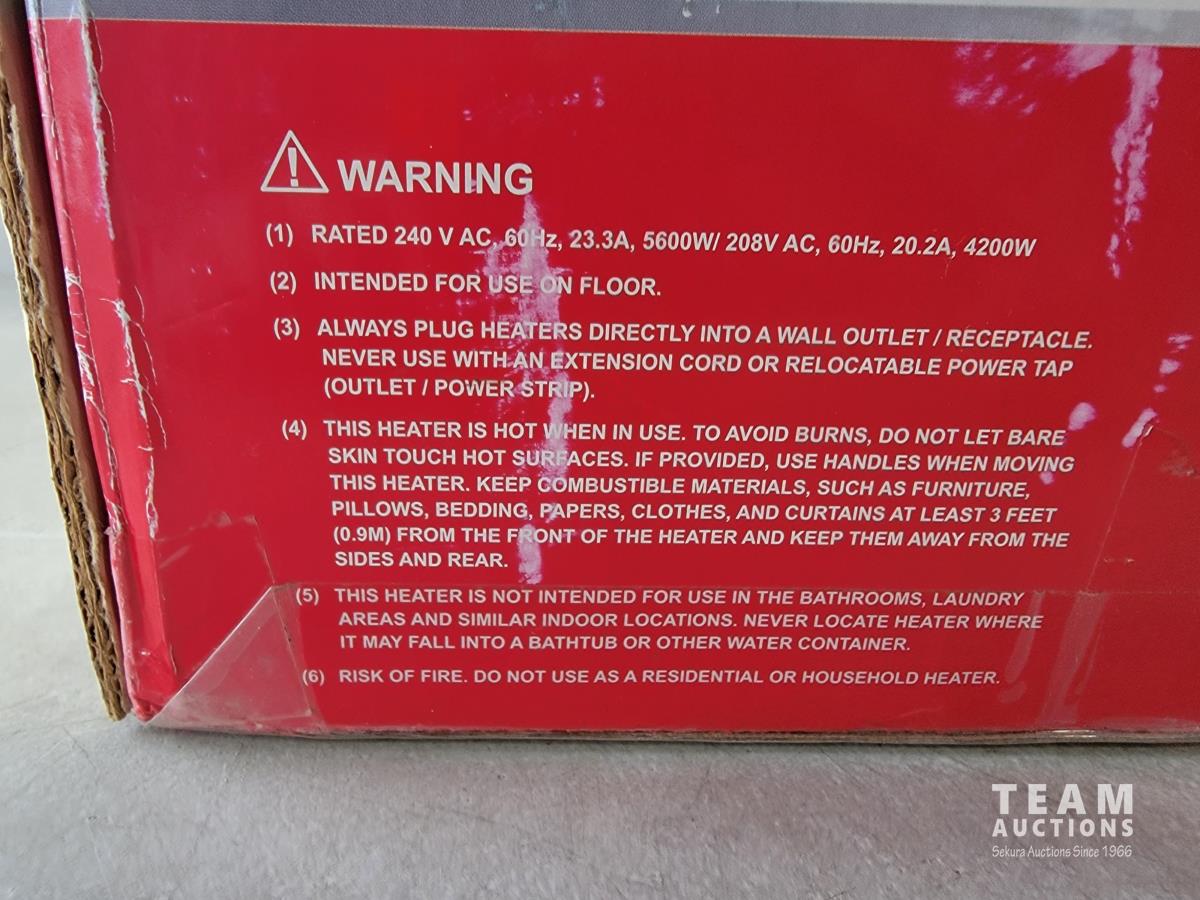 WARNING
(1) RATED 240 V AC, 60Hz, 23.3A, 5600W/ 208V AC, 60Hz, 20.2A, 4200W
(2) INTENDED FOR USE ON FLOOR.
(3) ALWAYS PLUG HEATERS DIRECTLY INTO A WALL OUTLET / RECEPTACLE.
NEVER USE WITH AN EXTENSION CORD OR RELOCATABLE POWER TAP
(OUTLET / POWER STRIP).
(4) THIS HEATER IS HOT WHEN IN USE. TO AVOID BURNS, DO NOT LET BARE
SKIN TOUCH HOT SURFACES. IF PROVIDED, USE HANDLES WHEN MOVING
THIS HEATER. KEEP COMBUSTIBLE MATERIALS, SUCH AS FURNITURE,
PILLOWS, BEDDING, PAPERS, CLOTHES, AND CURTAINS AT LEAST 3 FEET
(0.9M) FROM THE FRONT OF THE HEATER AND KEEP THEM AWAY FROM THE
SIDES AND REAR.
(5) THIS HEATER IS NOT INTENDED FOR USE IN THE BATHROOMS, LAUNDRY
AREAS AND SIMILAR INDOOR LOCATIONS. NEVER LOCATE HEATER WHERE
IT MAY FALL INTO A BATHTUB OR OTHER WATER CONTAINER.
(6) RISK OF FIRE. DO NOT USE AS A RESIDENTIAL OR HOUSEHOLD HEATER.
TEAM
AUCTIONS
Sekura Auctions Since 1966